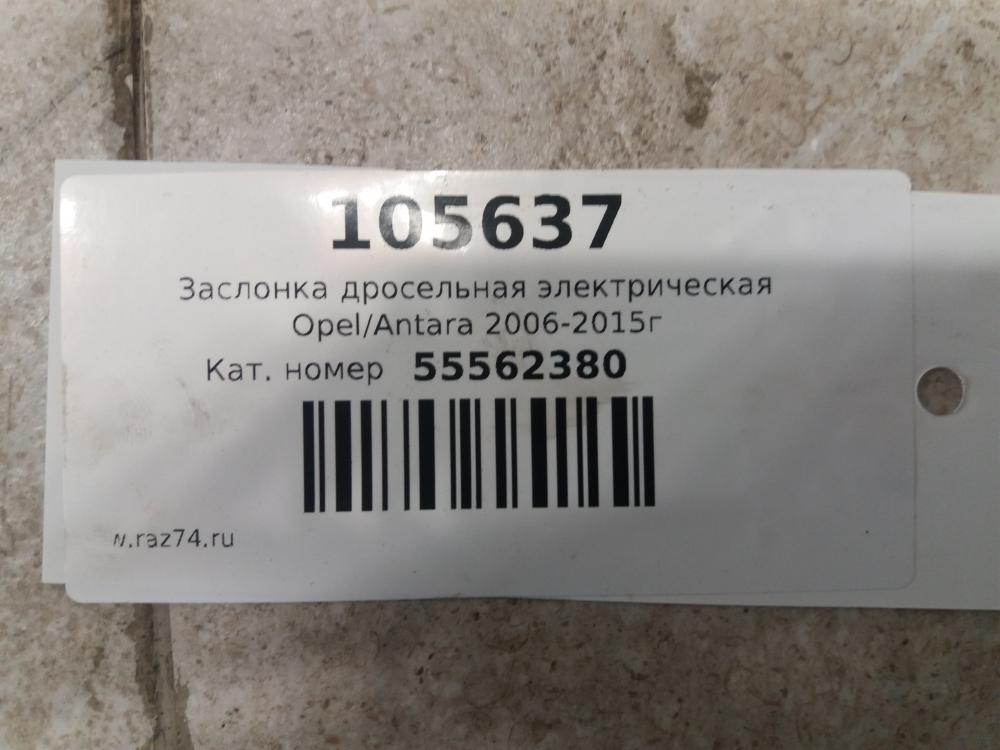 105637
Заслонка дросельная электрическая
Opel/Antara 2006-2015г
Кат. номер 55562380
w.raz74.ru